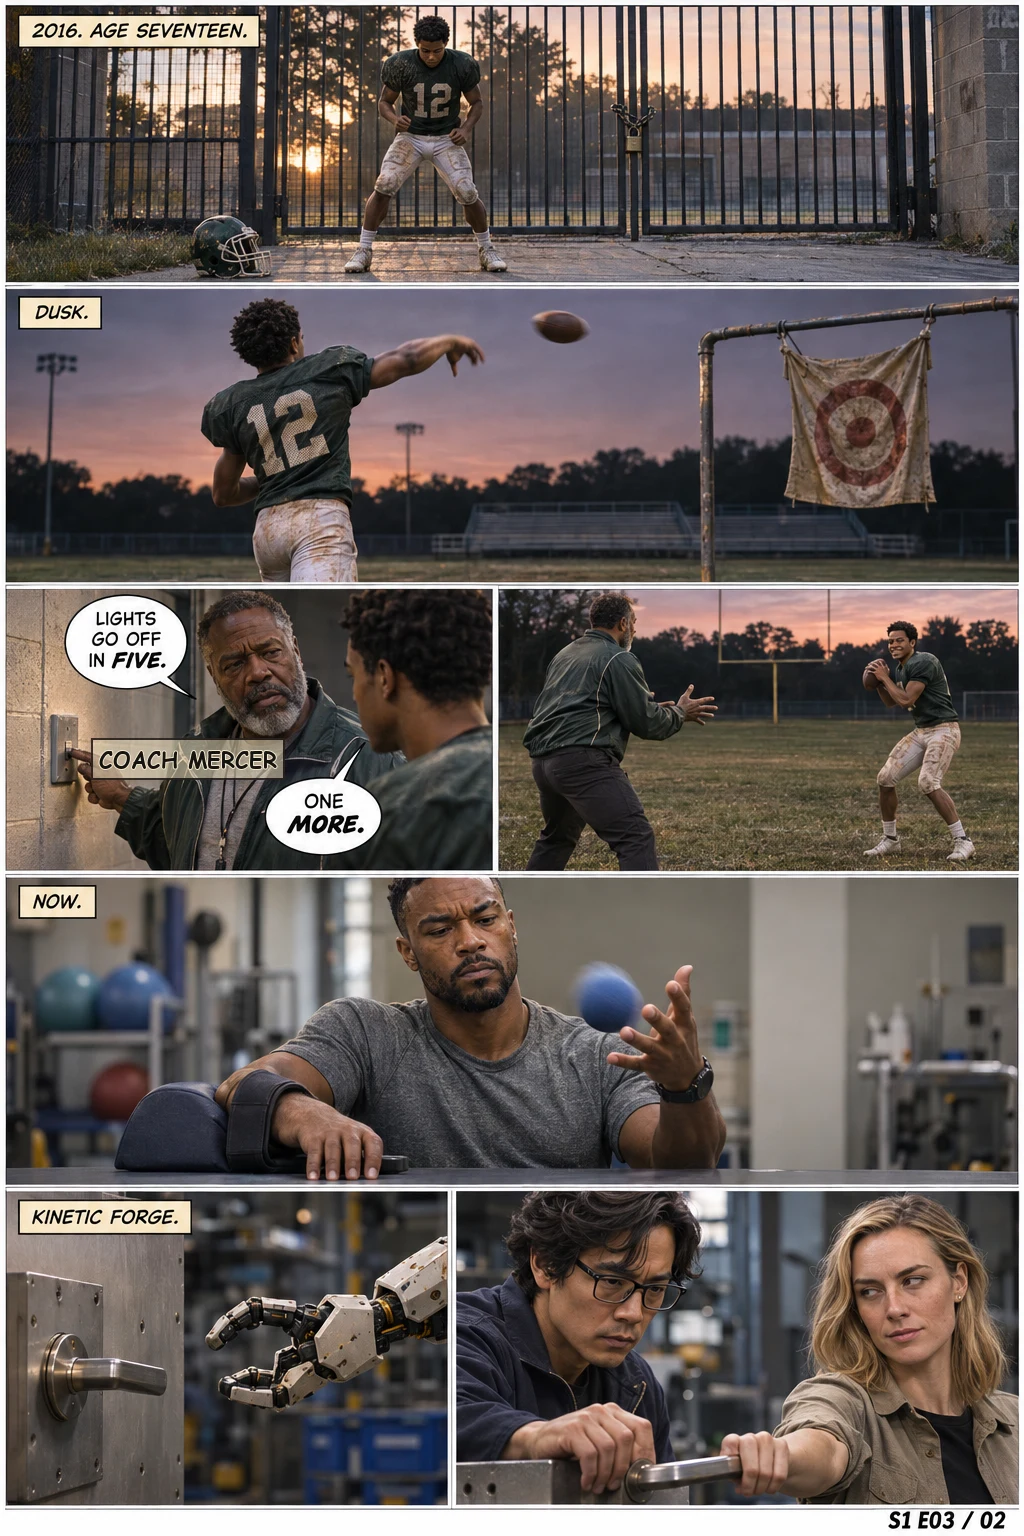 2016. AGE SEVENTEEN.
12
DUSK.
12
LIGHTS
GO OFF
IN FIVE.
COACH MERCER
ONE
MORE.
NOW.
KINETIC FORGE.
S1 E03 / 02